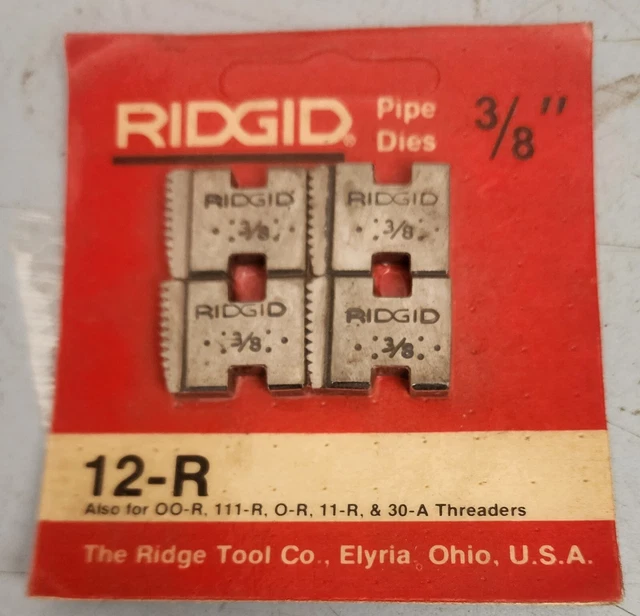 RIDGID® Pipe Dies 3/8"
RIDGID RIDGID
3/8 3/8
RIDGID RIDGID
3/8 3/8
12-R
Also for OO-R, 111-R, O-R, 11-R, & 30-A Threaders
The Ridge Tool Co., Elyria, Ohio, U.S.A.